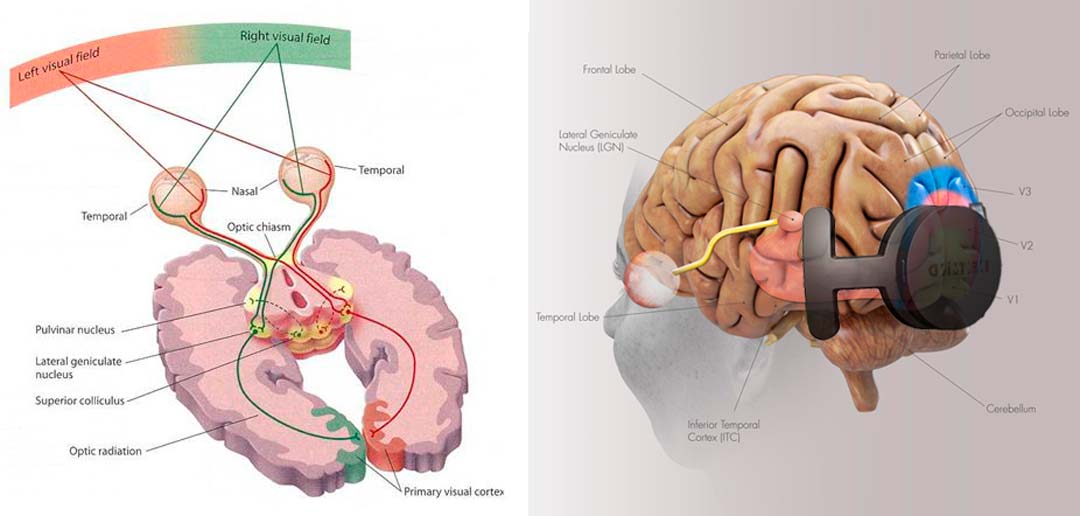 Left visual field
Right visual field
Temporal
Nasal
Temporal
Optic chiasm
Pulvinar nucleus
Lateral geniculate
nucleus
Superior colliculus
Optic radiation
Primary visual cortex
Frontal Lobe
Parietal Lobe
Lateral Geniculate
Nucleus (LGN)
Occipital Lobe
V3
V2
V1
Temporal Lobe
Inferior Temporal
Cortex (ITC)
Cerebellum